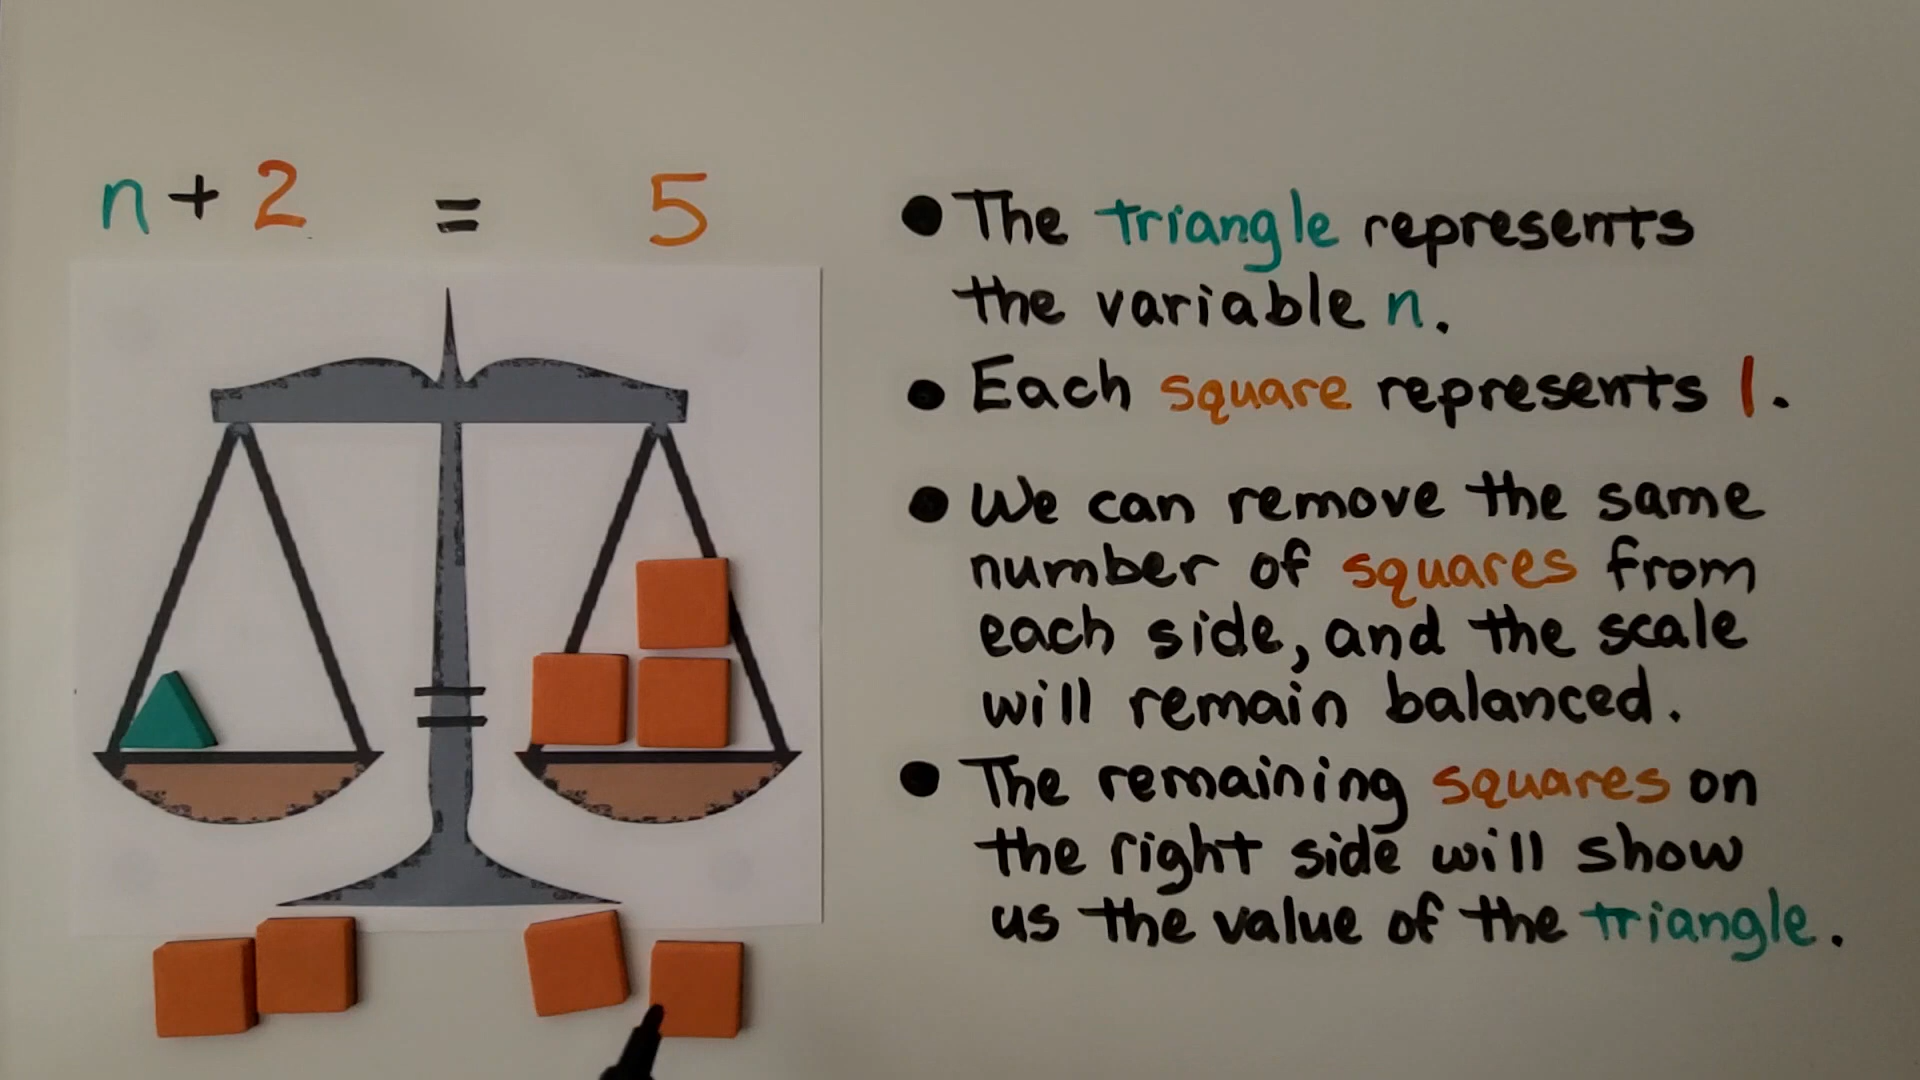 n + 2 = 5
• The triangle represents
the variable n.
• Each square represents 1.
• We can remove the same
number of squares from
each side, and the scale
will remain balanced.
• The remaining squares on
the right side will show
us the value of the triangle.